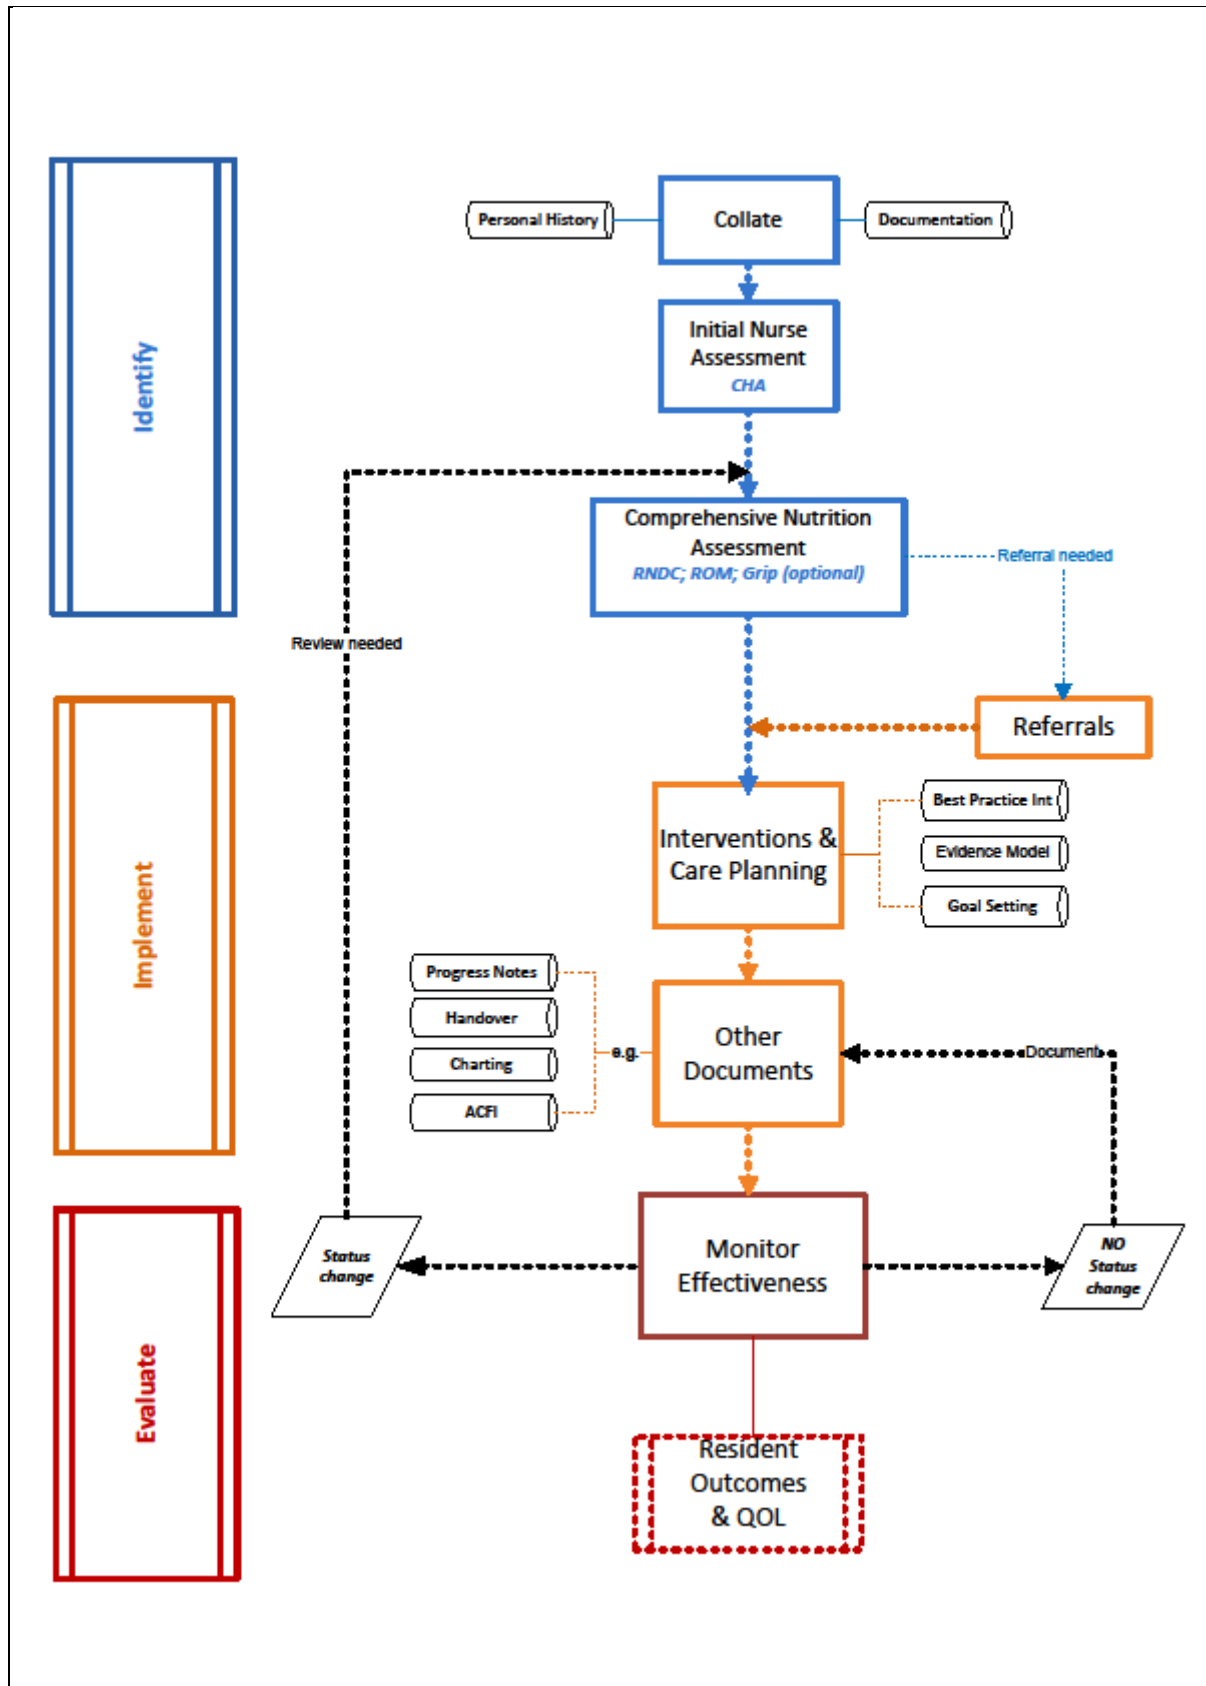 Identify
Personal History
Collate
Documentation
Initial Nurse
Assessment
CHA
Comprehensive Nutrition
Assessment
RNDC; ROM; Grip (optional)
Referral needed
Review needed
Implement
Referrals
Interventions &
Care Planning
Best Practice Int
Evidence Model
Goal Setting
Progress Notes
Handover
Charting
ACFI
e.g.
Other
Documents
Document
Evaluate
Status
change
Monitor
Effectiveness
NO
Status
change
Resident
Outcomes
& QOL